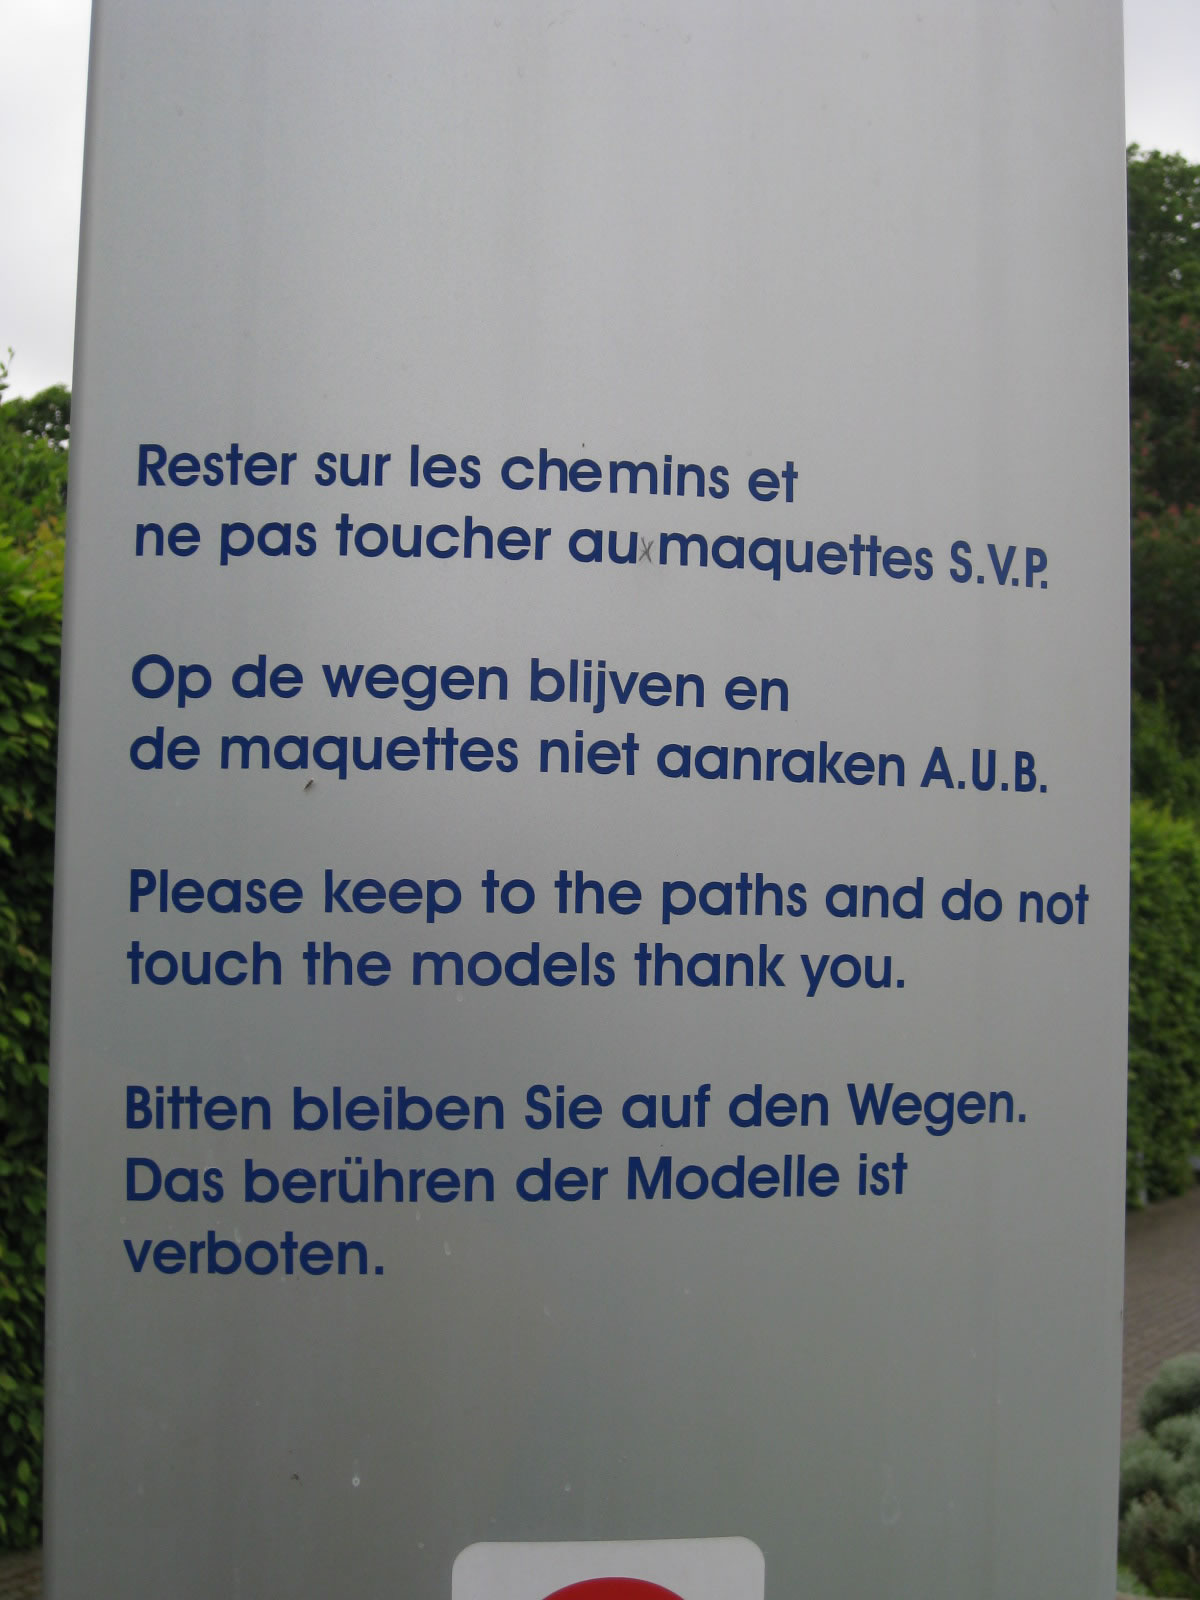 Rester sur les chemins et
ne pas toucher aux maquettes S.V.P.
Op de wegen blijven en
de maquettes niet aanraken A.U.B.
Please keep to the paths and do not
touch the models thank you.
Bitten bleiben Sie auf den Wegen.
Das berühren der Modelle ist
verboten.